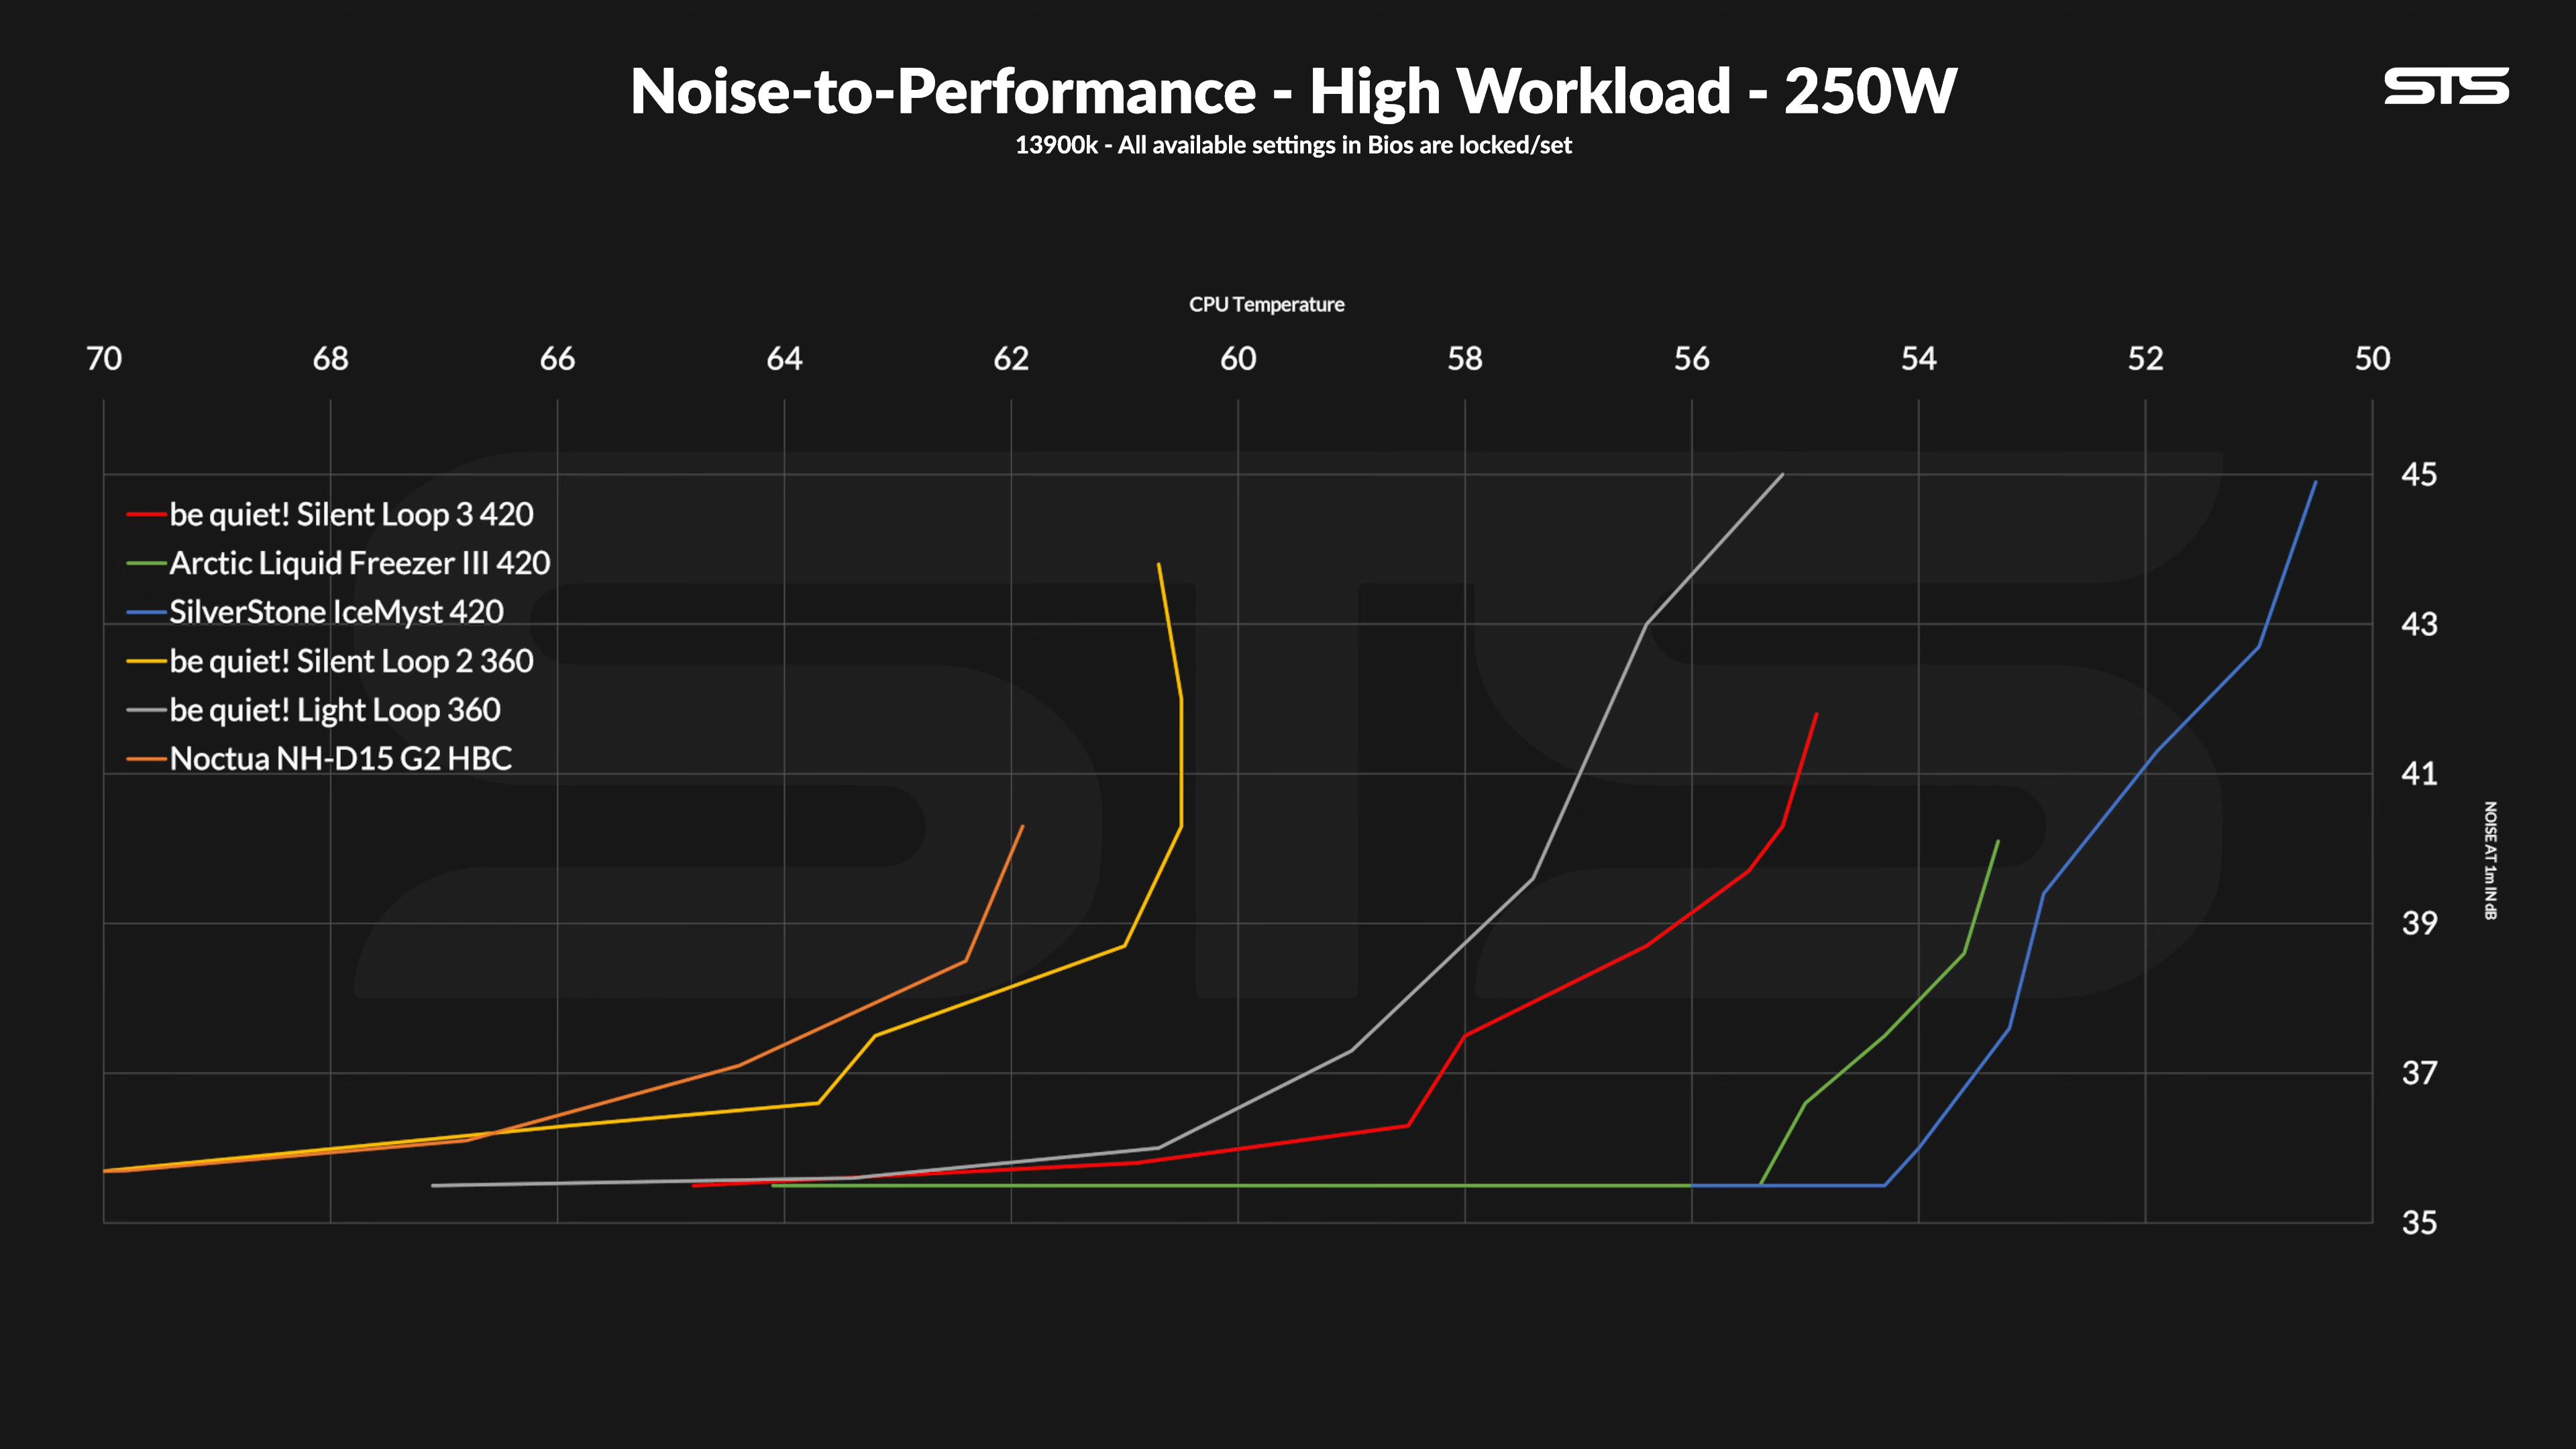 Noise-to-Performance - High Workload - 250W
STS
13900k - All available settings in Bios are locked/set
CPU Temperature
70 68 66 64 62 60 58 56 54 52 50
be quiet! Silent Loop 3 420
Arctic Liquid Freezer III 420
SilverStone IceMyst 420
be quiet! Silent Loop 2 360
be quiet! Light Loop 360
Noctua NH-D15 G2 HBC
45
43
41
39
37
35
NOISE AT 1m IN dB
STS